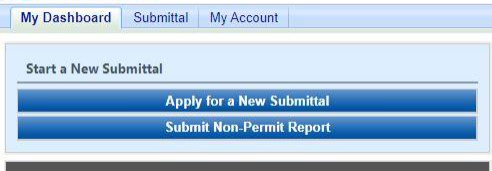 My Dashboard Submittal My Account
Start a New Submittal
Apply for a New Submittal
Submit Non-Permit Report